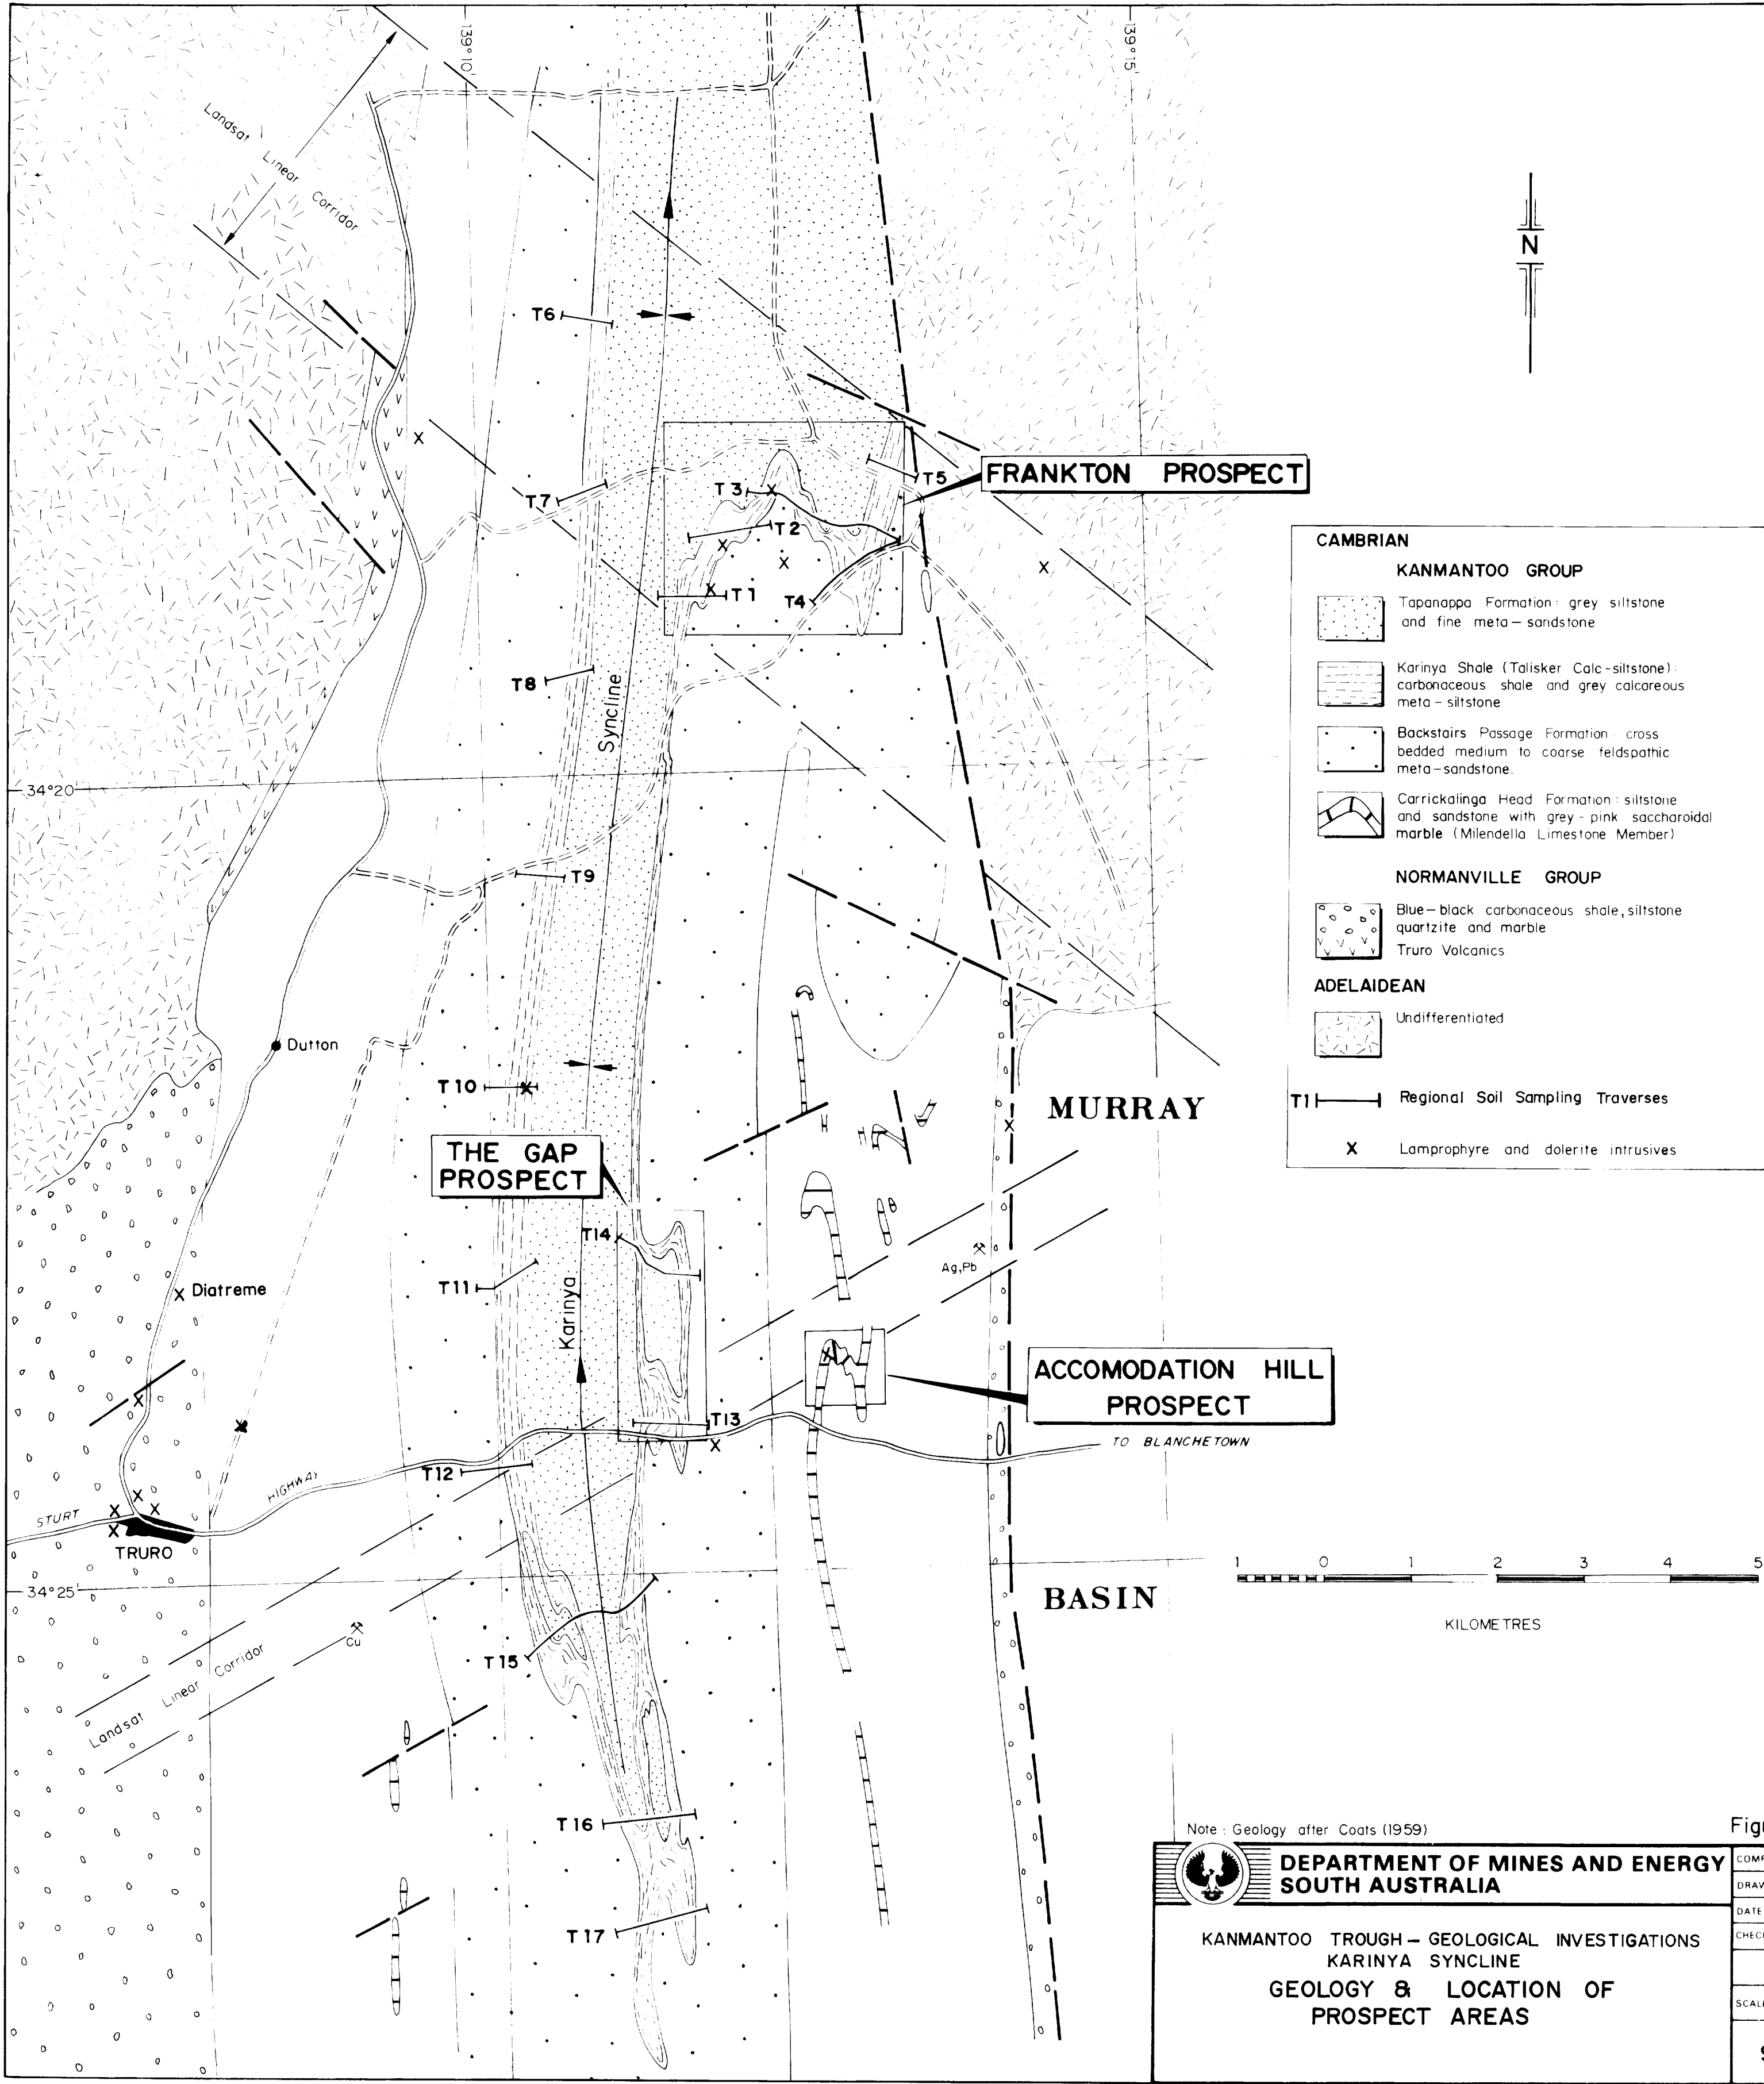 139° 10'
139° 15'
Landsat Linear Corridor
N
T6
FRANKTON PROSPECT
T5
T3
T7
T2
T1
T4
T8
Syncline
34° 20'
T9
Dutton
T10
MURRAY
THE GAP
PROSPECT
T14
Ag,Pb
Diatreme
T11
Karinya
ACCOMODATION HILL
PROSPECT
T13
TO BLANCHETOWN
T12
STURT HIGHWAY
TRURO
34° 25'
BASIN
Cu
Landsat Linear Corridor
T15
T16
T17
CAMBRIAN
KANMANTOO GROUP
Tapanappa Formation : grey siltstone
and fine meta-sandstone
Karinya Shale (Talisker Calc-siltstone) :
carbonaceous shale and grey calcareous
meta-siltstone
Backstairs Passage Formation : cross
bedded medium to coarse feldspathic
meta-sandstone.
Carrickalinga Head Formation : siltstone
and sandstone with grey-pink saccharoidal
marble (Milendella Limestone Member)
NORMANVILLE GROUP
Blue-black carbonaceous shale, siltstone
quartzite and marble
Truro Volcanics
ADELAIDEAN
Undifferentiated
T1 Regional Soil Sampling Traverses
X Lamprophyre and dolerite intrusives
1 0 1 2 3 4 5
KILOMETRES
Note : Geology after Coats (1959)
DEPARTMENT OF MINES AND ENERGY
SOUTH AUSTRALIA
KANMANTOO TROUGH – GEOLOGICAL INVESTIGATIONS
KARINYA SYNCLINE
GEOLOGY & LOCATION OF
PROSPECT AREAS
DATE